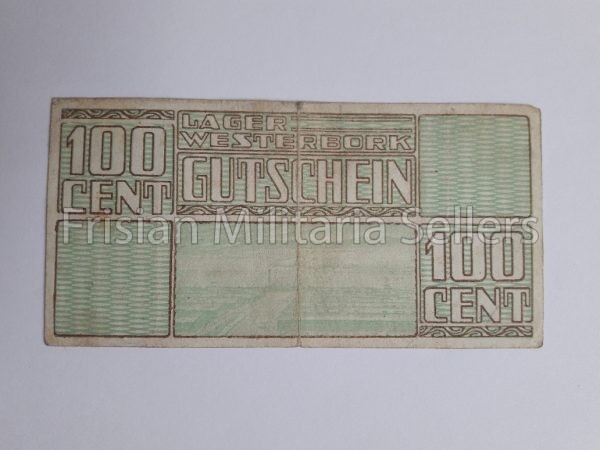 100
CENT
LAGER
WESTERBORK
GUTSCHEIN
Frisian Militaria Sellers
100
CENT